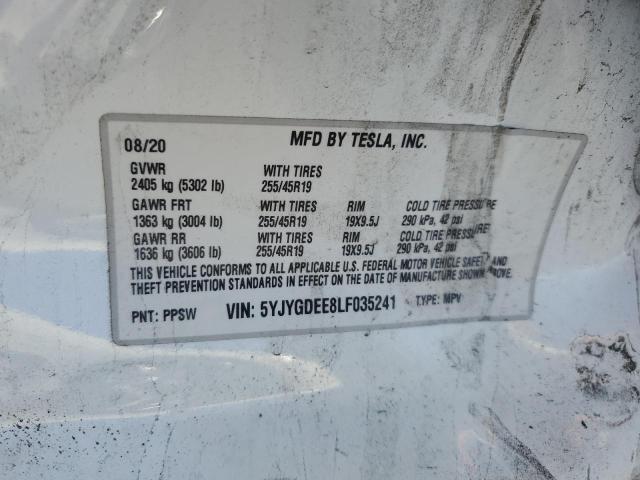 08/20 MFD BY TESLA, INC.
GVWR WITH TIRES
2405 kg (5302 lb) 255/45R19
GAWR FRT WITH TIRES RIM COLD TIRE PRESSURE
1363 kg (3004 lb) 255/45R19 19X9.5J 290 kPa, 42 psi
GAWR RR WITH TIRES RIM COLD TIRE PRESSURE
1636 kg (3606 lb) 255/45R19 19X9.5J 290 kPa, 42 psi
THIS VEHICLE CONFORMS TO ALL APPLICABLE U.S. FEDERAL MOTOR VEHICLE SAFETY AND
THEFT PREVENTION STANDARDS IN EFFECT ON THE DATE OF MANUFACTURE SHOWN ABOVE.
PNT: PPSW VIN: 5YJYGDEE8LF035241 TYPE: MPV